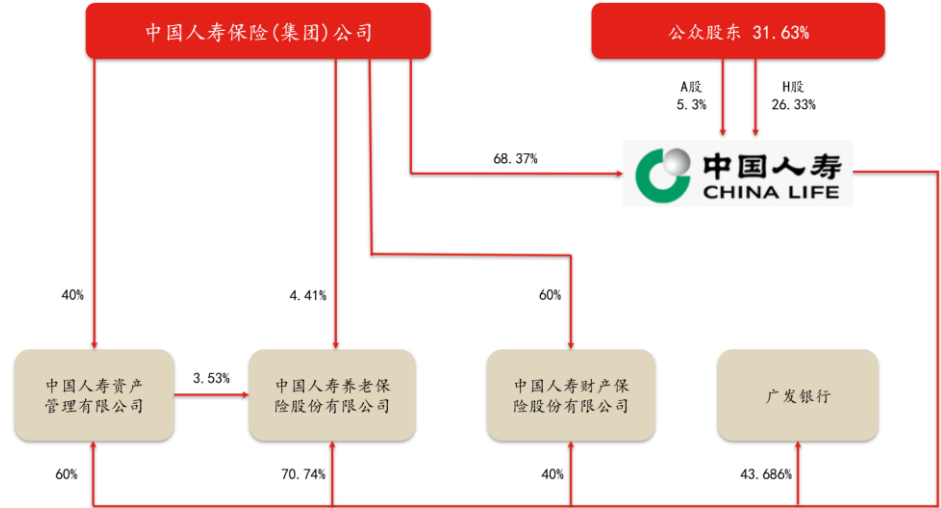 中国人寿保险(集团)公司
公众股东 31.63%
A股
5.3%
H股
26.33%
68.37%
中国人寿
CHINA LIFE
40%
4.41%
60%
中国人寿资产
管理有限公司
3.53%
中国人寿养老保
险股份有限公司
中国人寿财产保
险股份有限公司
广发银行
60%
70.74%
40%
43.686%